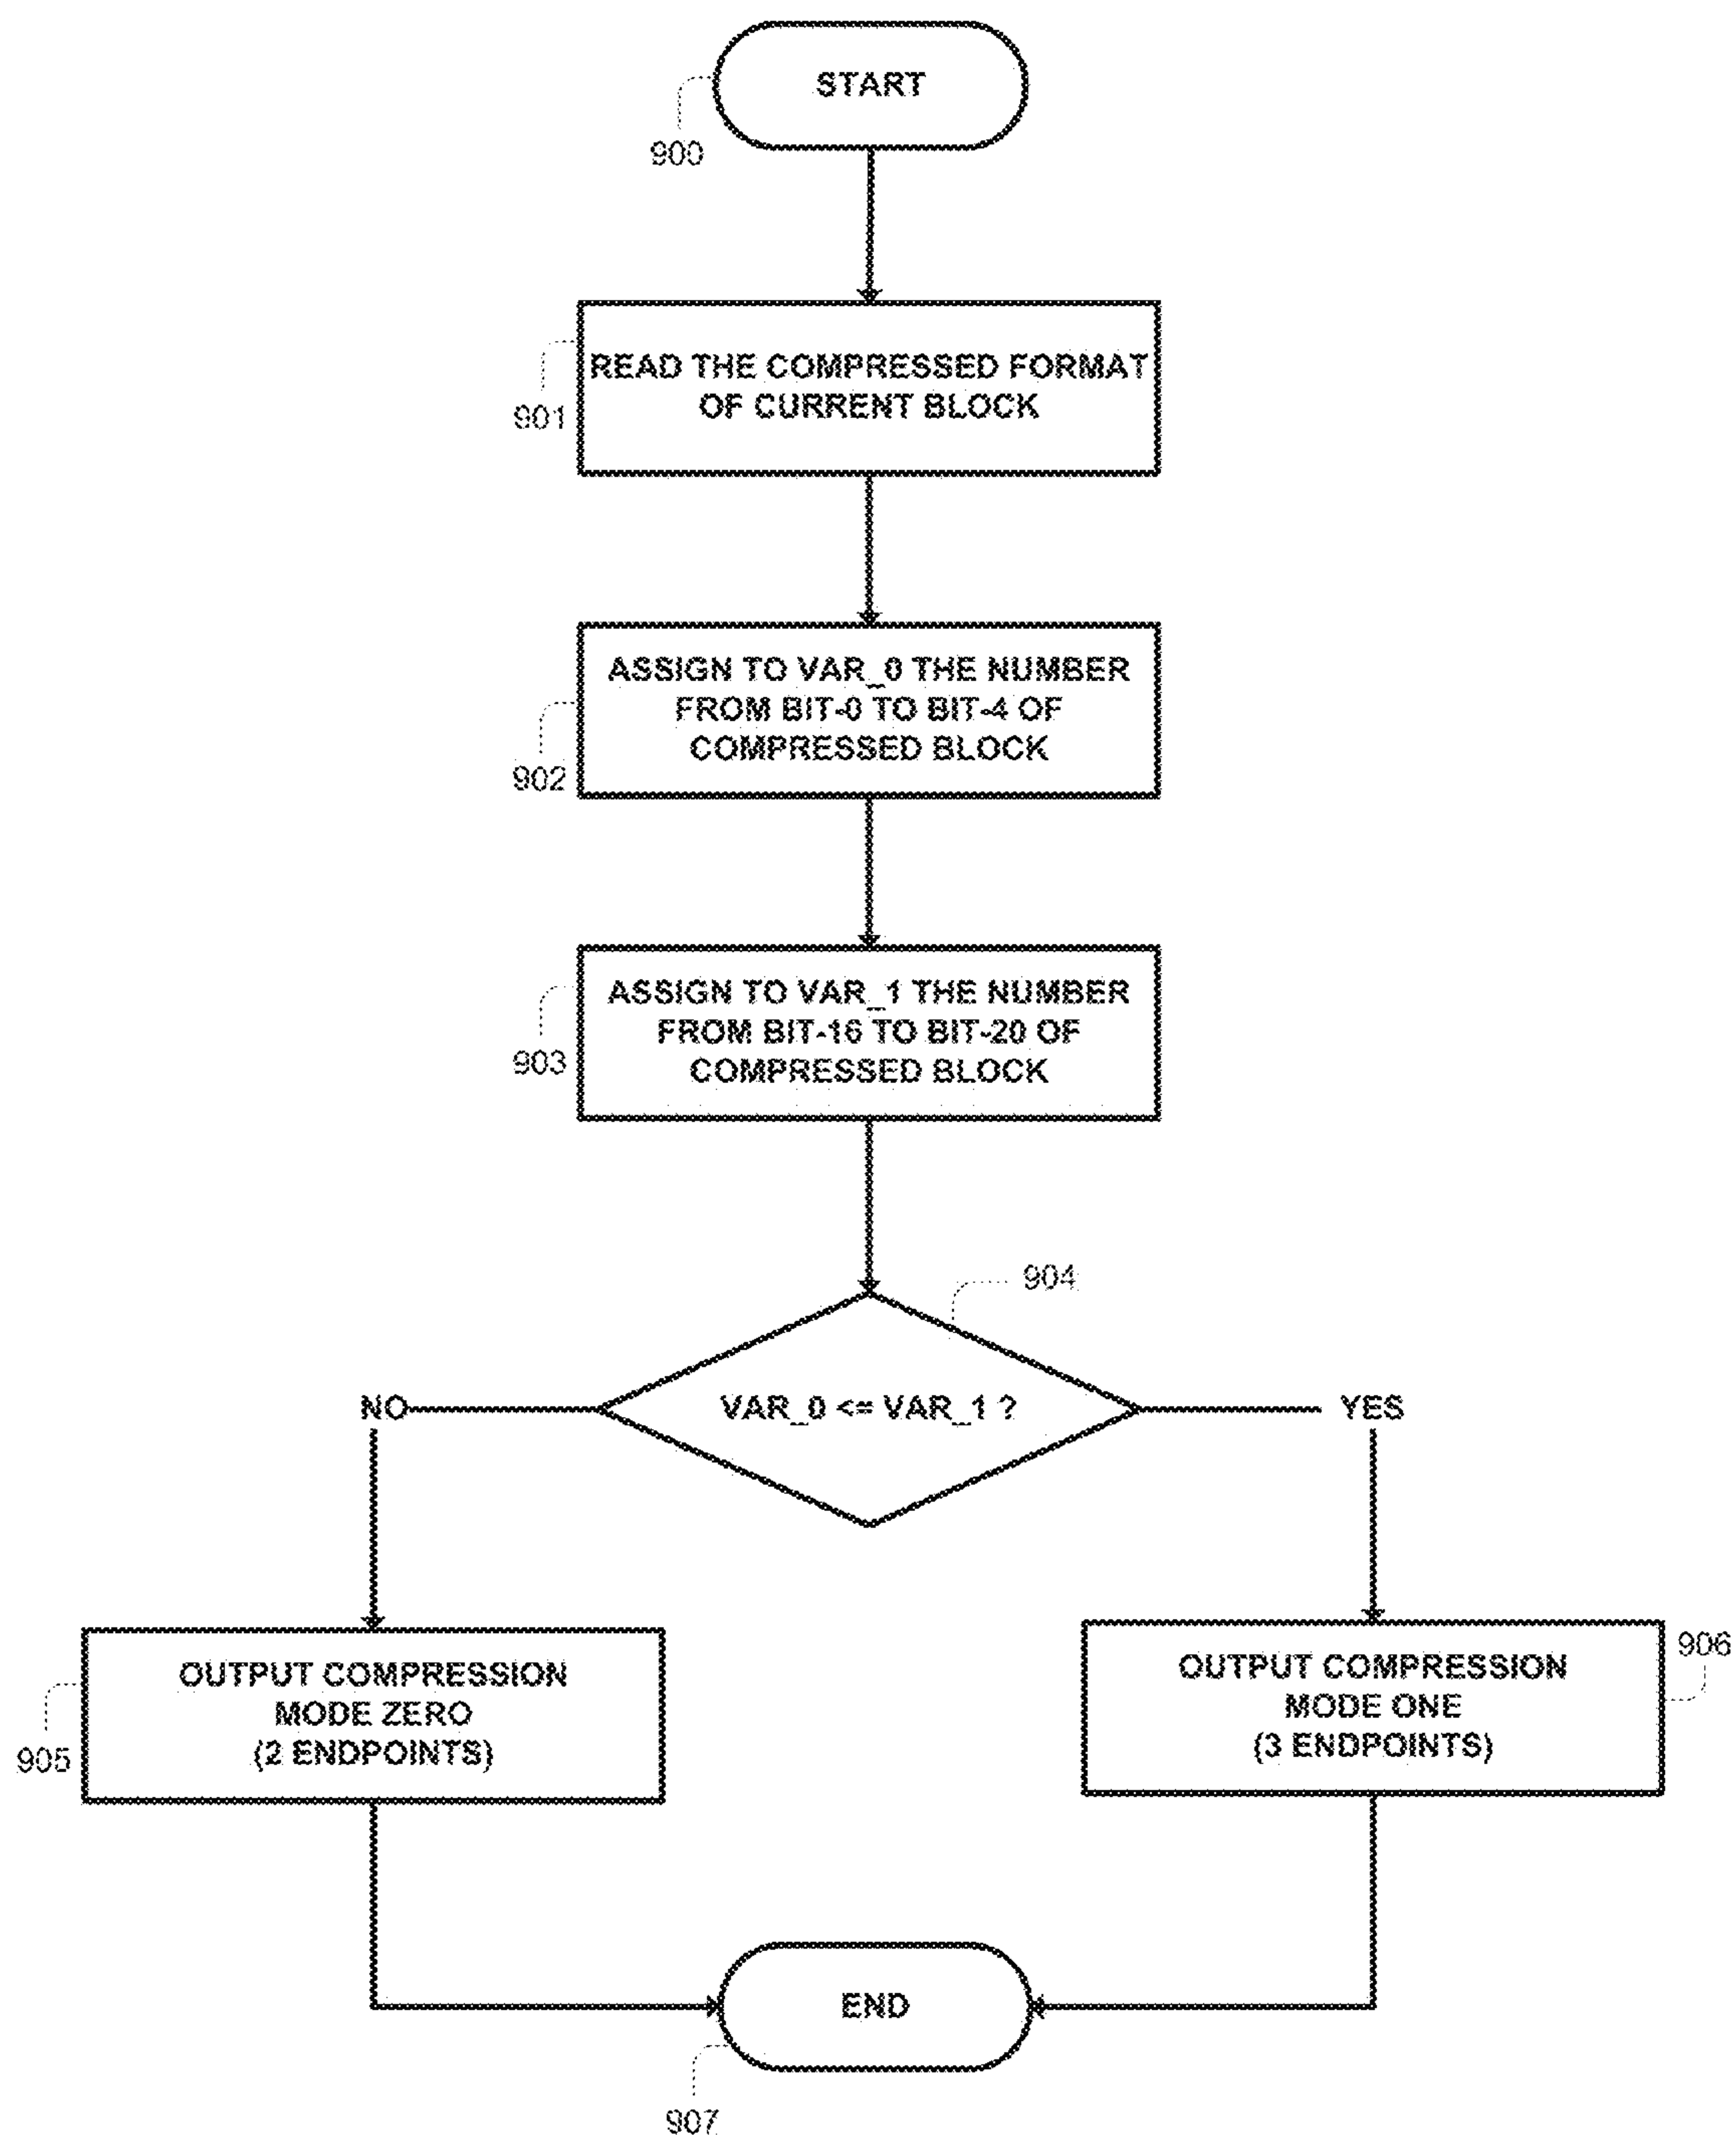 START
900
READ THE COMPRESSED FORMAT
OF CURRENT BLOCK
901
ASSIGN TO VAR_0 THE NUMBER
FROM BIT-0 TO BIT-4 OF
COMPRESSED BLOCK
902
ASSIGN TO VAR_1 THE NUMBER
FROM BIT-16 TO BIT-20 OF
COMPRESSED BLOCK
903
904
NO
VAR_0 <= VAR_1 ?
YES
OUTPUT COMPRESSION
MODE ZERO
(2 ENDPOINTS)
905
OUTPUT COMPRESSION
MODE ONE
(3 ENDPOINTS)
906
END
907